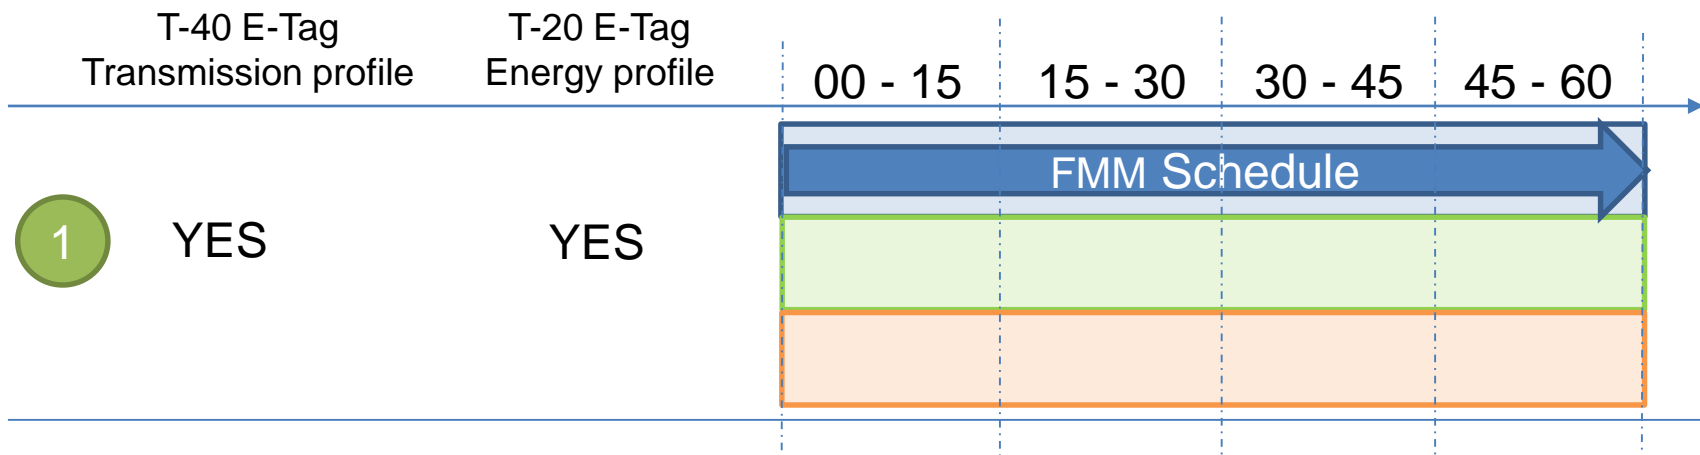 T-40 E-Tag
Transmission profile
T-20 E-Tag
Energy profile
00 - 15
15 - 30
30 - 45
45 - 60
FMM Schedule
1
YES
YES